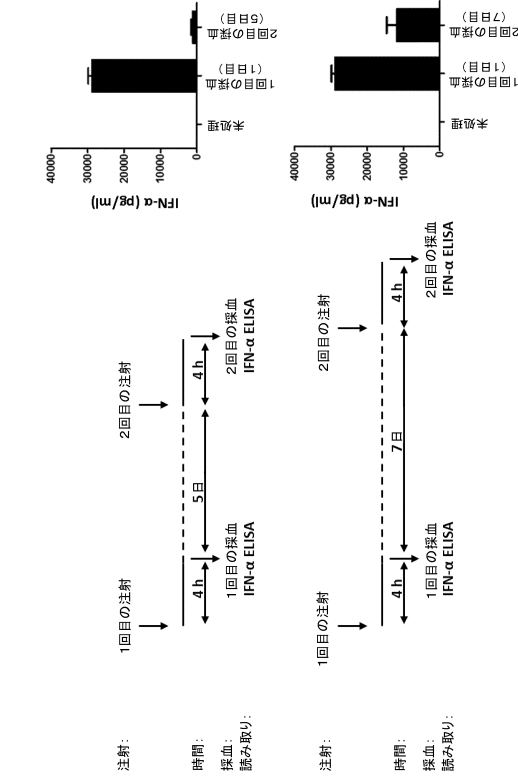 注射:
1回目の注射
2回目の注射
時間:
4 h
5日
4 h
採血:
1回目の採血
2回目の採血
読み取り:
IFN-α ELISA
IFN-α ELISA
IFN-α (pg/ml)
40000
30000
20000
10000
0
未処理
1回目の採血
(1日目)
2回目の採血
(5日目)
注射:
1回目の注射
2回目の注射
時間:
4 h
7日
4 h
採血:
1回目の採血
2回目の採血
読み取り:
IFN-α ELISA
IFN-α ELISA
IFN-α (pg/ml)
40000
30000
20000
10000
0
未処理
1回目の採血
(1日目)
2回目の採血
(7日目)